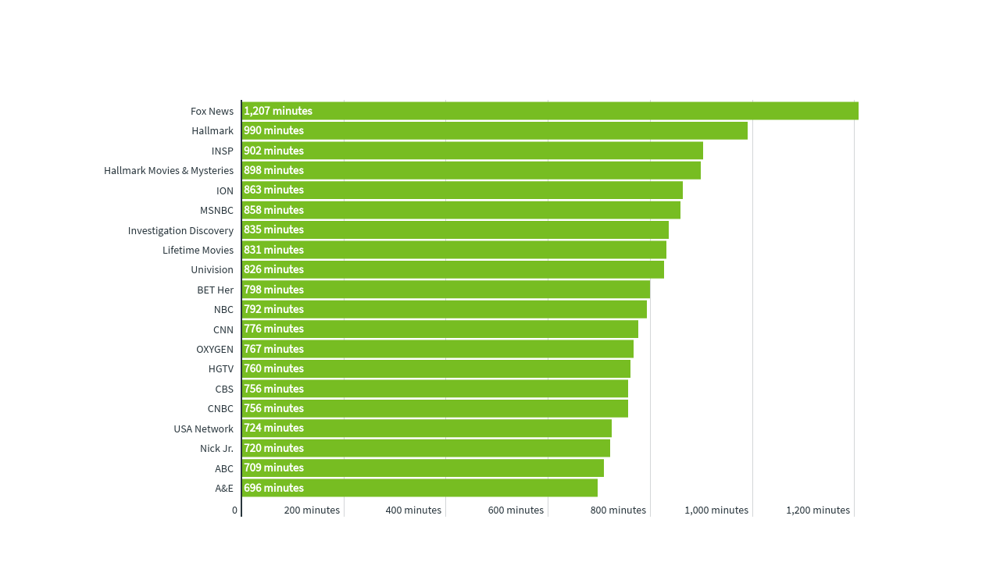 Fox News 1,207 minutes
Hallmark 990 minutes
INSP 902 minutes
Hallmark Movies & Mysteries 898 minutes
ION 863 minutes
MSNBC 858 minutes
Investigation Discovery 835 minutes
Lifetime Movies 831 minutes
Univision 826 minutes
BET Her 798 minutes
NBC 792 minutes
CNN 776 minutes
OXYGEN 767 minutes
HGTV 760 minutes
CBS 756 minutes
CNBC 756 minutes
USA Network 724 minutes
Nick Jr. 720 minutes
ABC 709 minutes
A&E 696 minutes
0 200 minutes 400 minutes 600 minutes 800 minutes 1,000 minutes 1,200 minutes